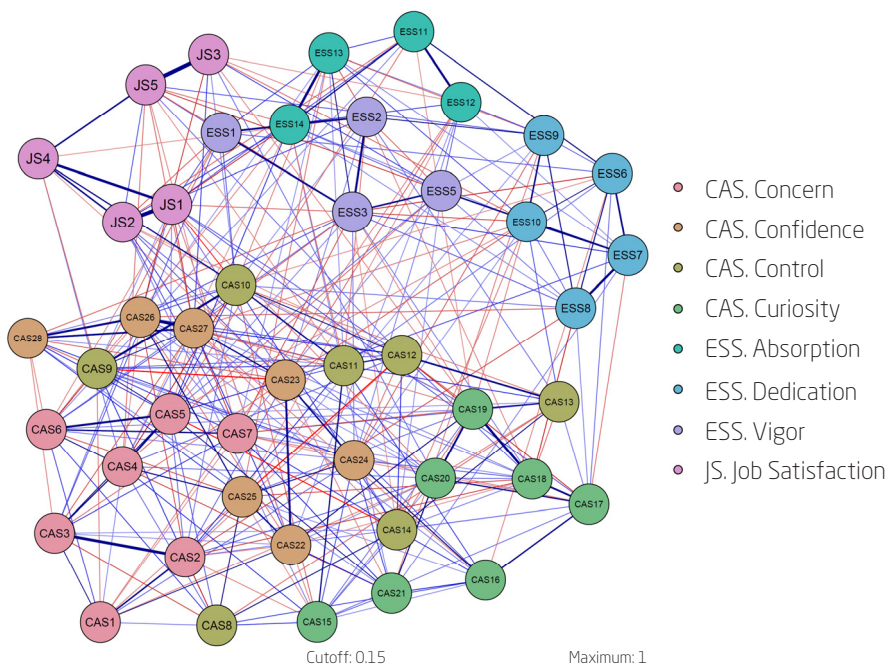 ESS11
JS3
ESS13
JS5
ESS12
ESS2
ESS14
ESS1
ESS9
JS4
ESS6
ESS5
CAS. Concern
JS1
ESS3
JS2
ESS10
CAS. Confidence
ESS7
CAS. Control
CAS10
ESS8
CAS. Curiosity
CAS26
CAS27
CAS28
ESS. Absorption
CAS12
CAS11
CAS9
CAS23
ESS. Dedication
CAS13
CAS19
CAS5
CAS6
CAS7
ESS. Vigor
CAS24
CAS4
JS. Job Satisfaction
CAS20
CAS18
CAS25
CAS17
CAS14
CAS3
CAS22
CAS2
CAS16
CAS21
CAS1
CAS15
CAS8
Cutoff: 0.15
Maximum: 1